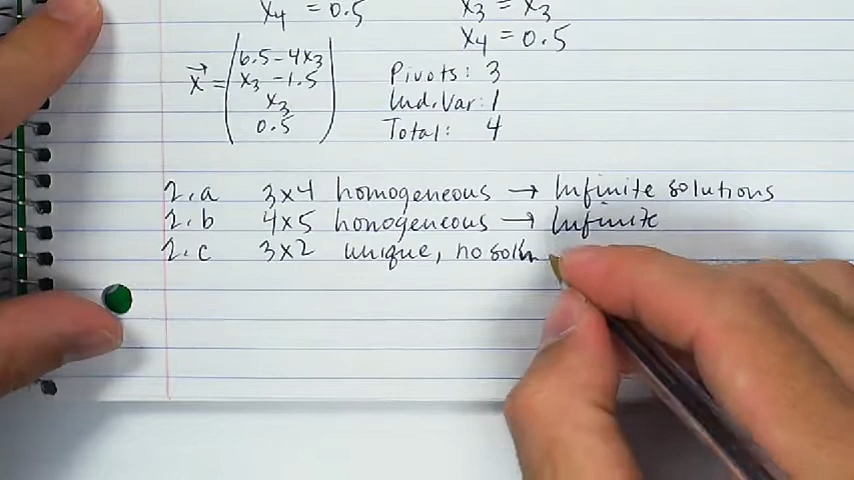 x4 = 0.5
x3 = x3
x4 = 0.5
x⃗ = (6.5 - 4x3
x3 - 1.5
x3
0.5)
Pivots: 3
Ind.Var: 1
Total: 4
2.a 3x4 homogeneous → Infinite solutions
2.b 4x5 honogeneous → Infinite
2.c 3x2 unique, no soln